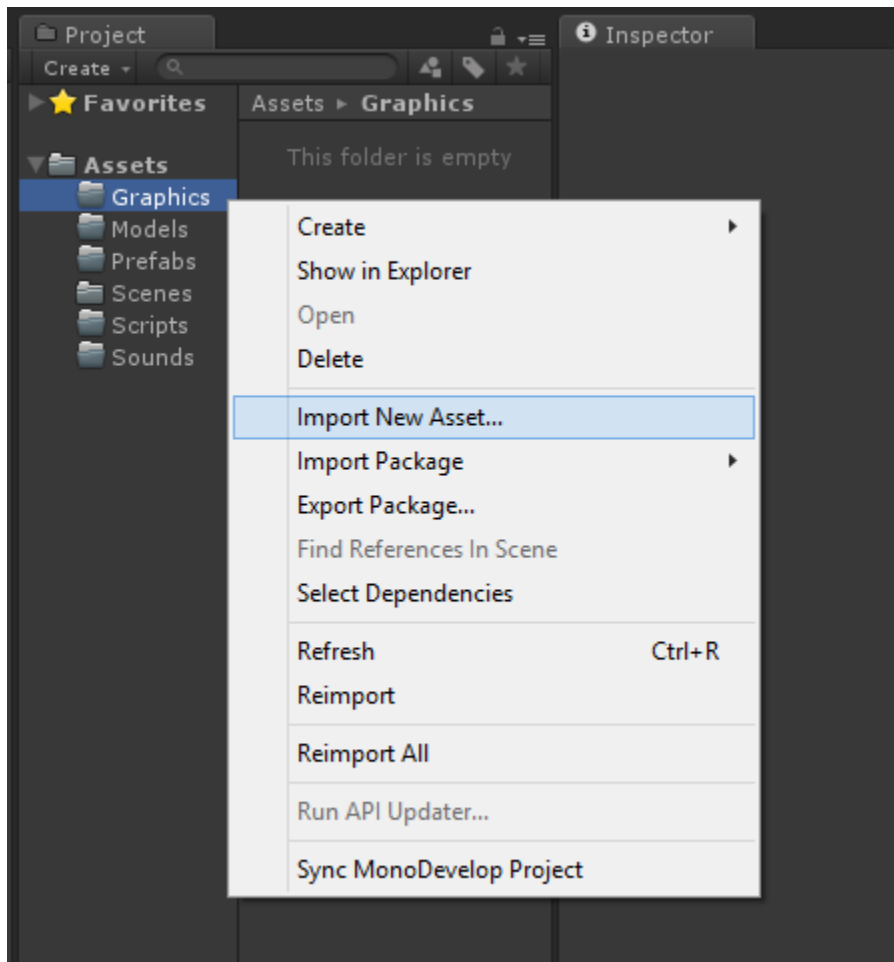 Project
Inspector
Create
Favorites
Assets ▸ Graphics
This folder is empty
Assets
Graphics
Models
Prefabs
Scenes
Scripts
Sounds
Create
Show in Explorer
Open
Delete
Import New Asset...
Import Package
Export Package...
Find References In Scene
Select Dependencies
Refresh Ctrl+R
Reimport
Reimport All
Run API Updater...
Sync MonoDevelop Project